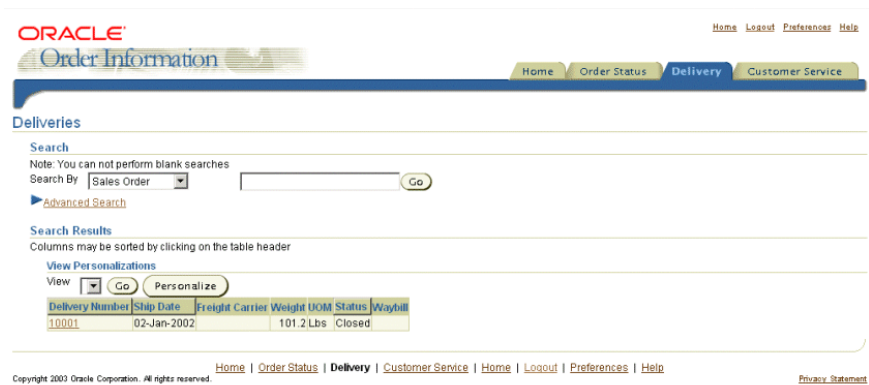 Home Logout Preferences Help
ORACLE
Order Information
Home Order Status Delivery Customer Service
Deliveries
Search
Note: You can not perform blank searches
Search By Sales Order Go
Advanced Search
Search Results
Columns may be sorted by clicking on the table header
View Personalizations
View Go Personalize
Delivery Number Ship Date Freight Carrier Weight UOM Status Waybill
10001 02-Jan-2002 101.2 Lbs Closed
Home | Order Status | Delivery | Customer Service | Home | Logout | Preferences | Help
Copyright 2003 Oracle Corporation. All rights reserved. Privacy Statement